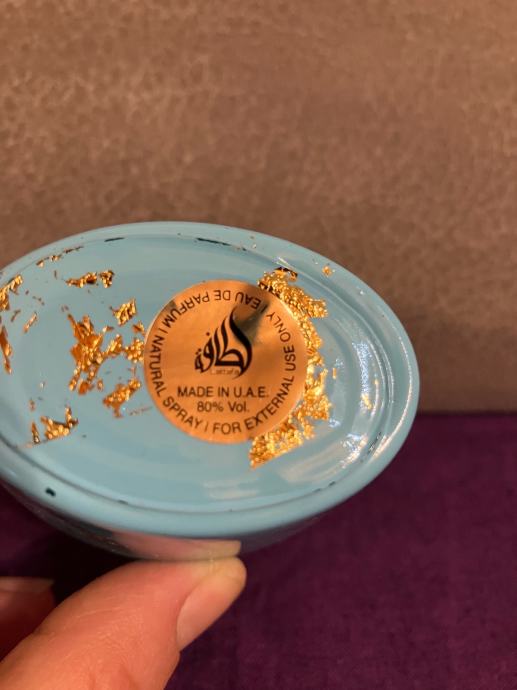 لطافة
Lattafa
MADE IN U.A.E.
80% Vol.
NATURAL SPRAY | FOR EXTERNAL USE ONLY | EAU DE PARFUM |